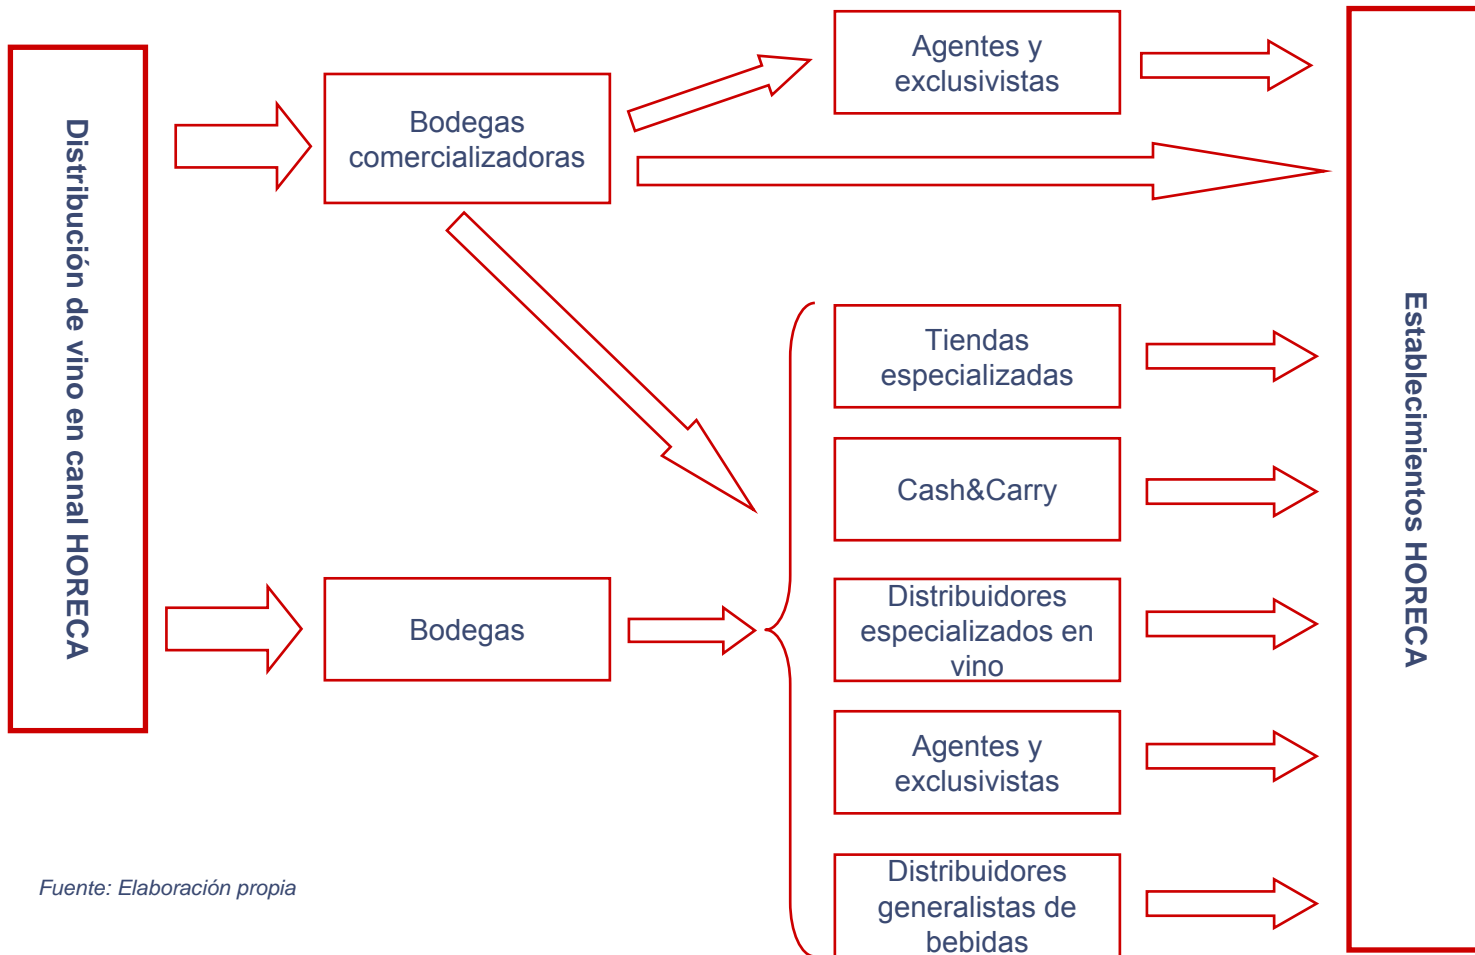 Distribución de vino en canal HORECA
Bodegas
comercializadoras
Agentes y
exclusivistas
Tiendas
especializadas
Cash&Carry
Bodegas
Distribuidores
especializados en
vino
Agentes y
exclusivistas
Distribuidores
generalistas de
bebidas
Establecimientos HORECA
Fuente: Elaboración propia